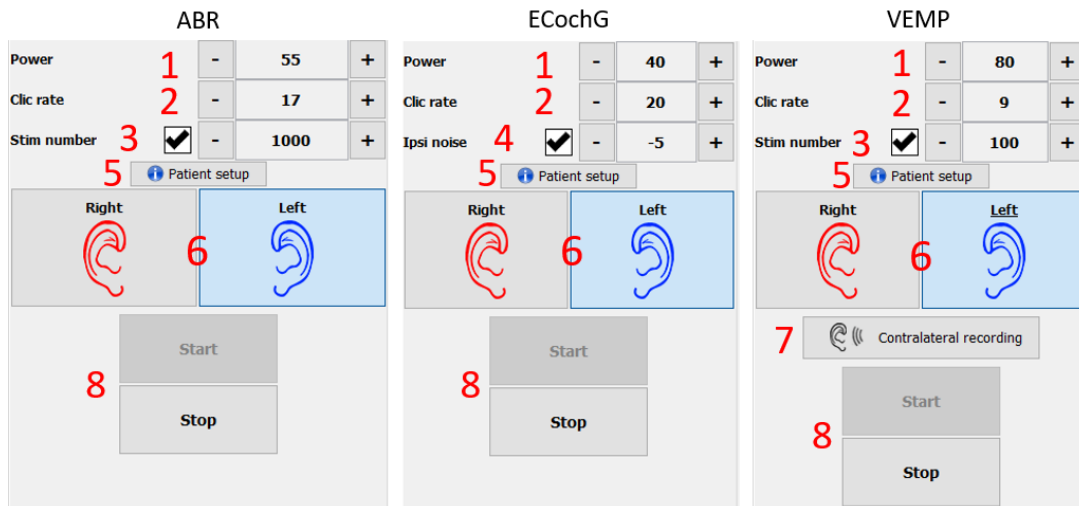 ABR
ECochG
VEMP
Power 1 - 55 +
Clic rate 2 - 17 +
Stim number 3 - 1000 +
5 Patient setup
Right 6 Left
Start
8
Stop
Power 1 - 40 +
Clic rate 2 - 20 +
Ipsi noise 4 - -5 +
5 Patient setup
Right 6 Left
Start
8
Stop
Power 1 - 80 +
Clic rate 2 - 9 +
Stim number 3 - 100 +
5 Patient setup
Right 6 Left
7 Contralateral recording
Start
8
Stop